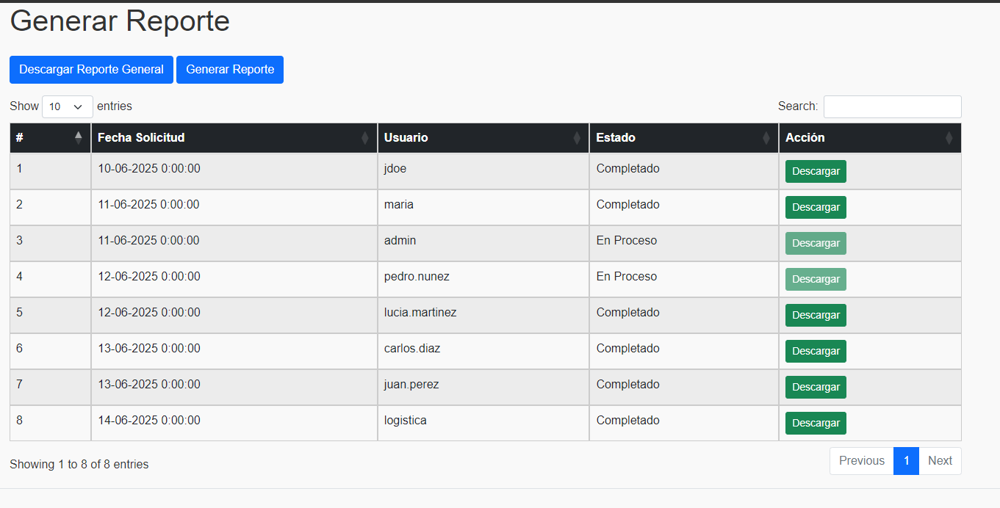 Generar Reporte
Descargar Reporte General Generar Reporte
Show 10 entries Search:
# Fecha Solicitud Usuario Estado Acción
1 10-06-2025 0:00:00 jdoe Completado Descargar
2 11-06-2025 0:00:00 maria Completado Descargar
3 11-06-2025 0:00:00 admin En Proceso Descargar
4 12-06-2025 0:00:00 pedro.nunez En Proceso Descargar
5 12-06-2025 0:00:00 lucia.martinez Completado Descargar
6 13-06-2025 0:00:00 carlos.diaz Completado Descargar
7 13-06-2025 0:00:00 juan.perez Completado Descargar
8 14-06-2025 0:00:00 logistica Completado Descargar
Showing 1 to 8 of 8 entries Previous 1 Next